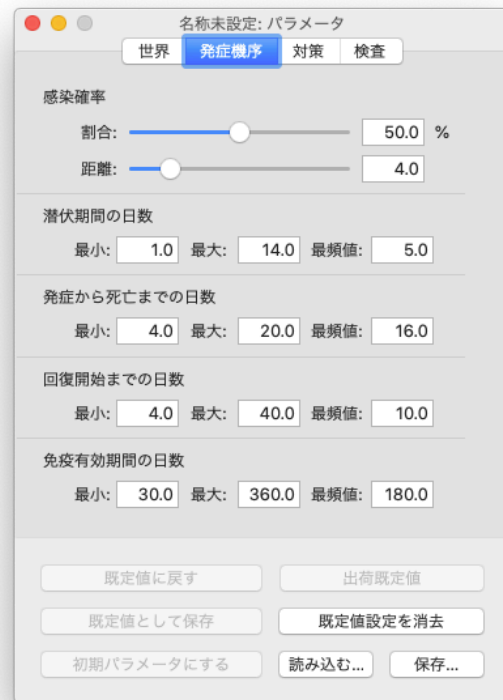 名称未設定: パラメータ
世界 発症機序 対策 検査
感染確率
割合: 50.0 %
距離: 4.0
潜伏期間の日数
最小: 1.0 最大: 14.0 最頻値: 5.0
発症から死亡までの日数
最小: 4.0 最大: 20.0 最頻値: 16.0
回復開始までの日数
最小: 4.0 最大: 40.0 最頻値: 10.0
免疫有効期間の日数
最小: 30.0 最大: 360.0 最頻値: 180.0
既定値に戻す 出荷既定値
既定値として保存 既定値設定を消去
初期パラメータにする 読み込む... 保存...